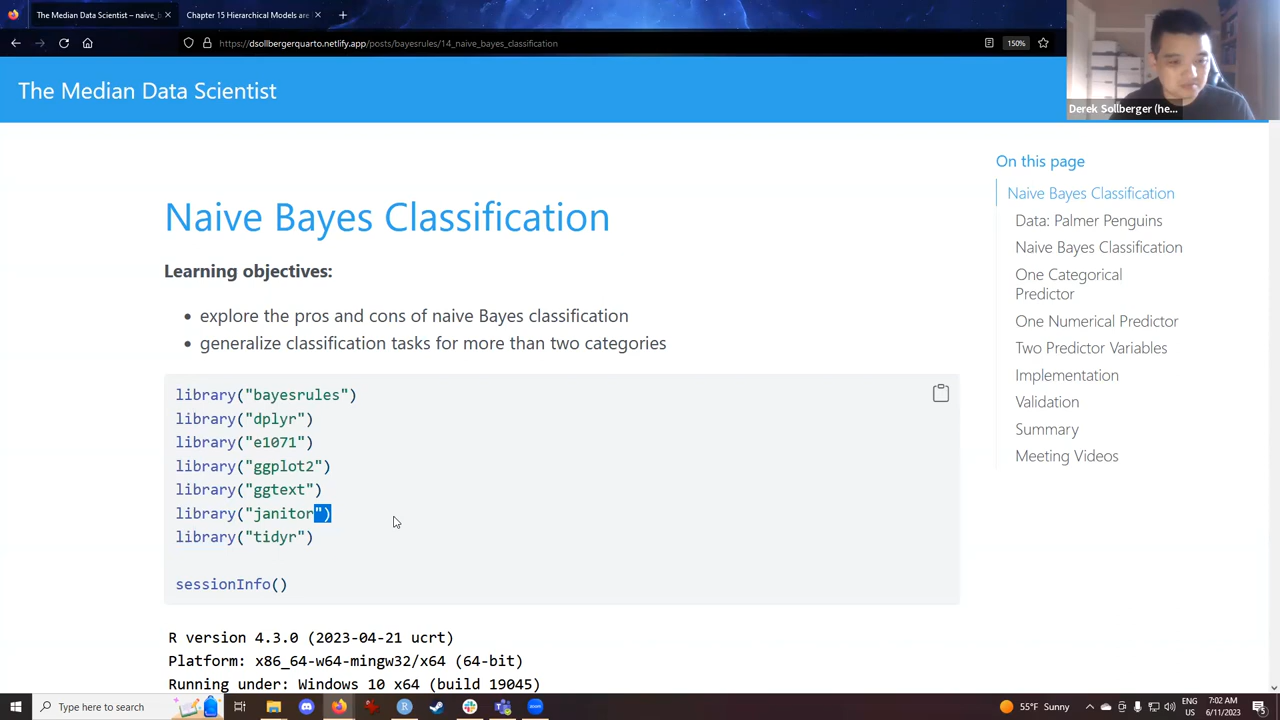 The Median Data Scientist – naive_b
Chapter 15 Hierarchical Models are
https://dsollbergerquarto.netlify.app/posts/bayesrules/14_naive_bayes_classification
150%
The Median Data Scientist
Derek Sollberger (he...
Naive Bayes Classification
Learning objectives:
• explore the pros and cons of naive Bayes classification
• generalize classification tasks for more than two categories
library("bayesrules")
library("dplyr")
library("e1071")
library("ggplot2")
library("ggtext")
library("janitor")
library("tidyr")
sessionInfo()
R version 4.3.0 (2023-04-21 ucrt)
Platform: x86_64-w64-mingw32/x64 (64-bit)
Running under: Windows 10 x64 (build 19045)
On this page
Naive Bayes Classification
Data: Palmer Penguins
Naive Bayes Classification
One Categorical
Predictor
One Numerical Predictor
Two Predictor Variables
Implementation
Validation
Summary
Meeting Videos
Type here to search
zoom
55°F Sunny
ENG
US
7:02 AM
6/11/2023